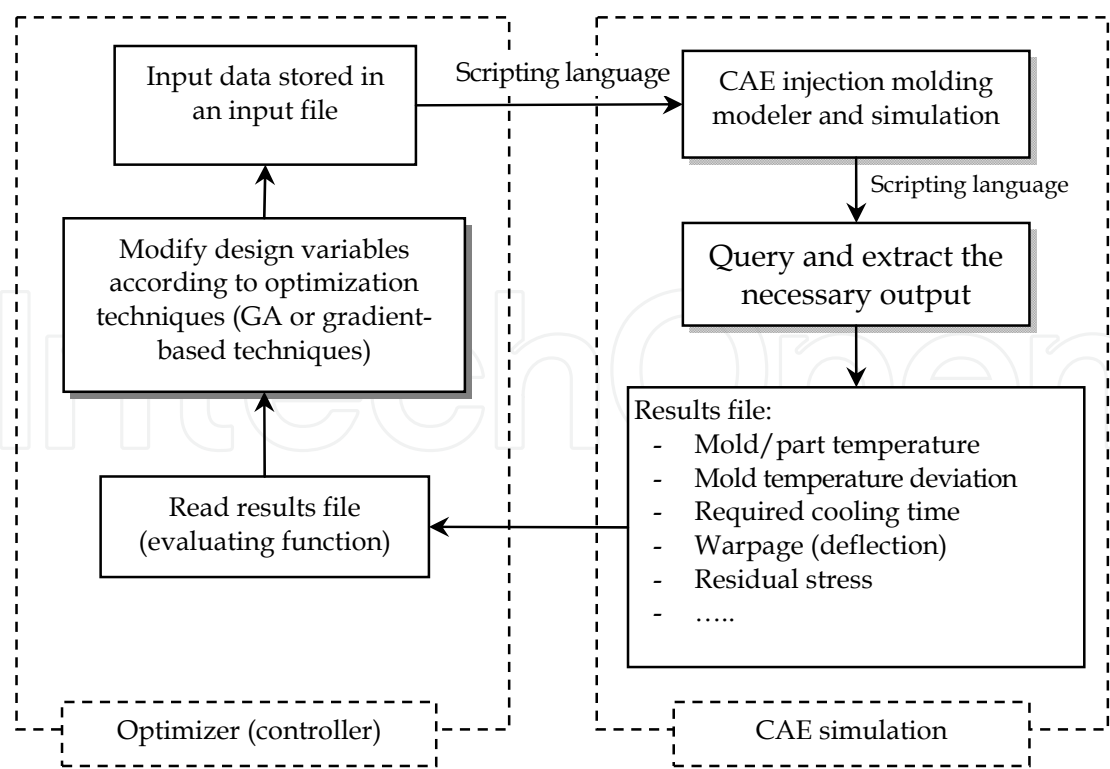 Input data stored in
an input file
Scripting language
CAE injection molding
modeler and simulation
Scripting language
Modify design variables
according to optimization
techniques (GA or gradient-
based techniques)
Query and extract the
necessary output
Results file:
- Mold/part temperature
- Mold temperature deviation
- Required cooling time
- Warpage (deflection)
- Residual stress
- .....
Read results file
(evaluating function)
Optimizer (controller)
CAE simulation
IntechOpen